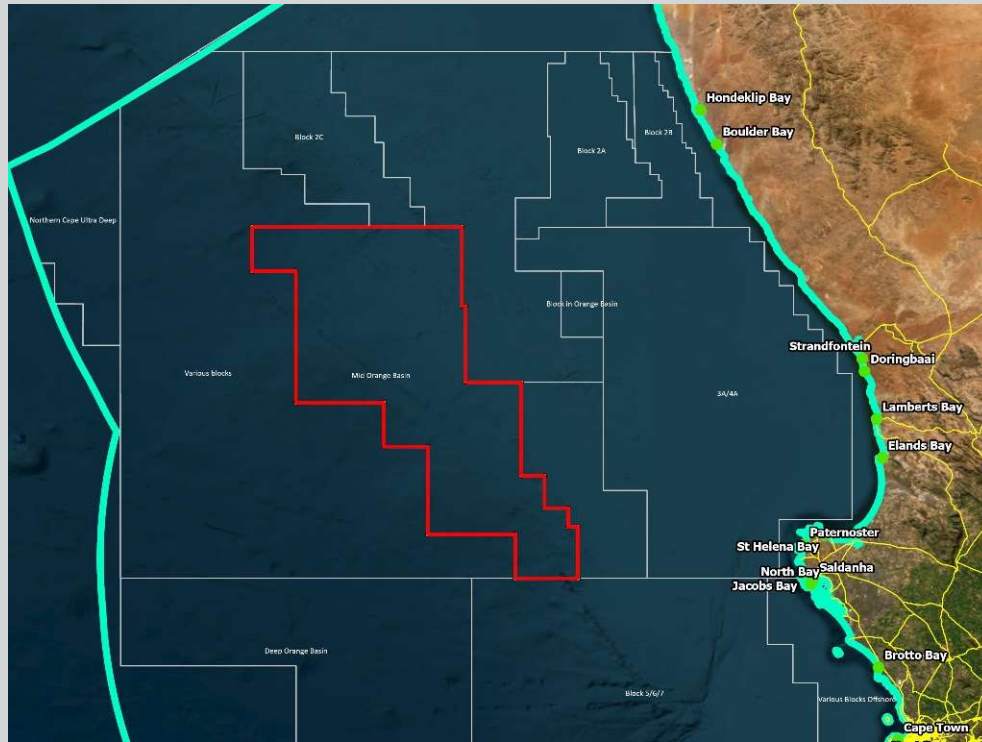 Hondeklip Bay
Block 2C
Block 2B
Boulder Bay
Block 2A
Northern Cape Ultra Deep
Block in Orange Basin
Strandfontein
Doringbaai
Various blocks
Mid Orange Basin
3A/4A
Lamberts Bay
Elands Bay
Paternoster
St Helena Bay
North Bay
Saldanha
Jacobs Bay
Deep Orange Basin
Brotto Bay
Block 5/6/7
Various Blocks Offshore
Cape Town